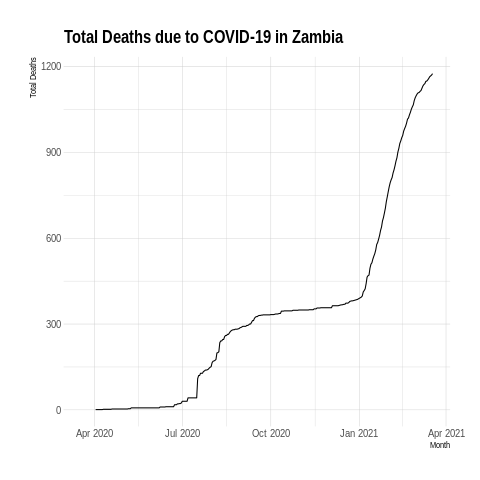 Total Deaths due to COVID-19 in Zambia
Total Deaths
1200
900
600
300
0
Apr 2020 Jul 2020 Oct 2020 Jan 2021 Apr 2021
Month